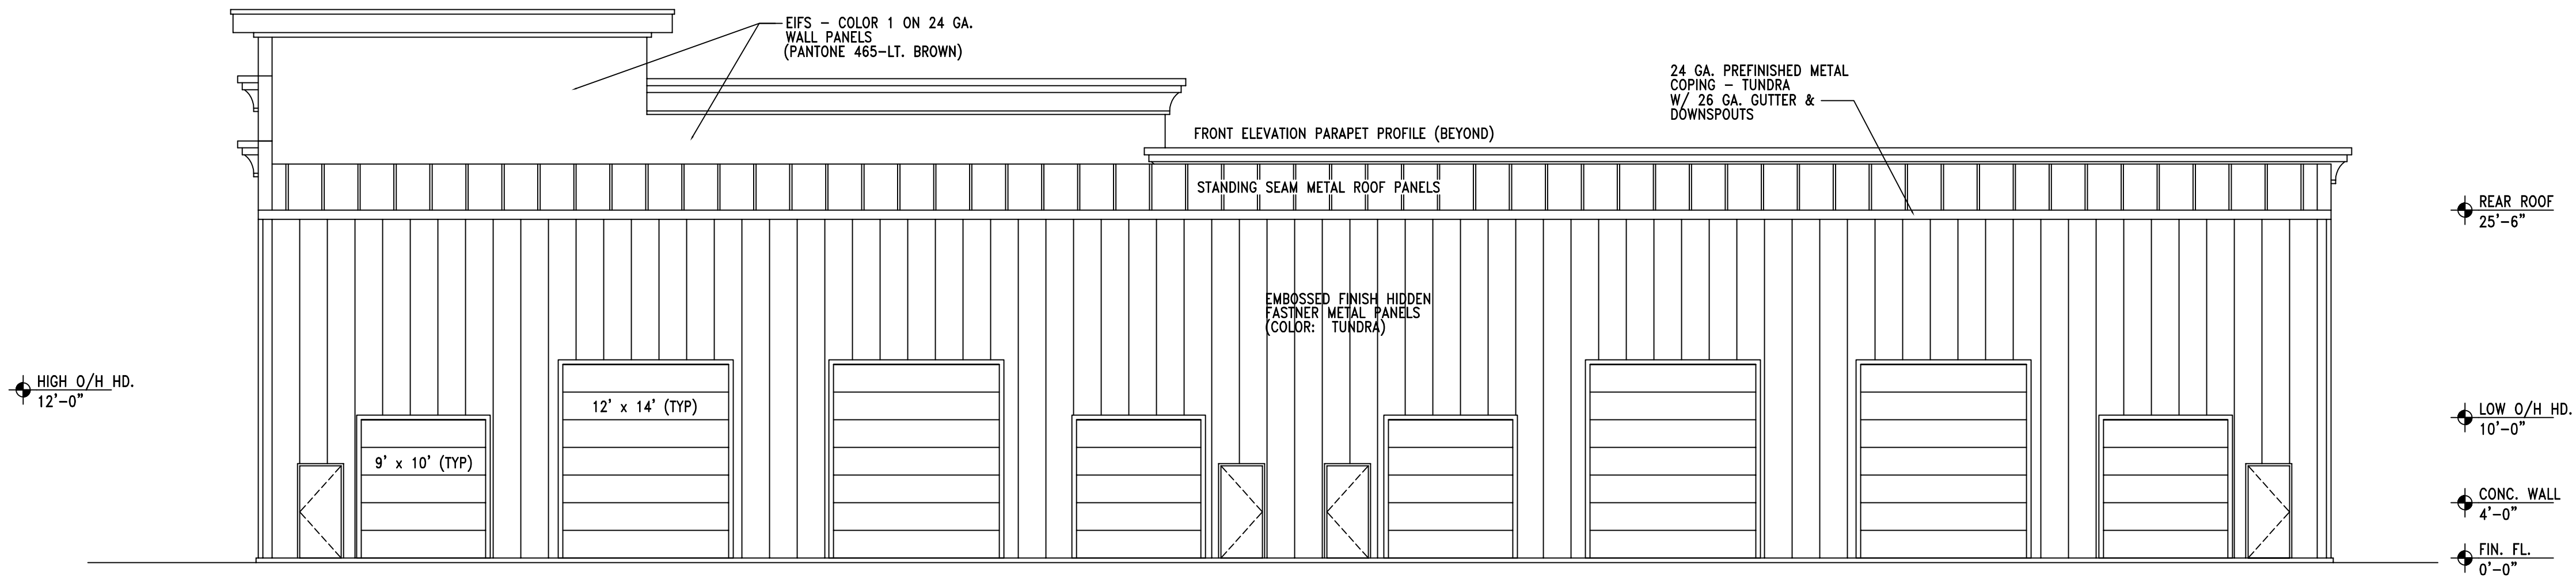 EIFS - COLOR 1 ON 24 GA.
WALL PANELS
(PANTONE 465-LT. BROWN)
24 GA. PREFINISHED METAL
COPING - TUNDRA
W/ 26 GA. GUTTER &
DOWNSPOUTS
FRONT ELEVATION PARAPET PROFILE (BEYOND)
STANDING SEAM METAL ROOF PANELS
REAR ROOF
25'-6"
EMBOSSED FINISH HIDDEN
FASTNER METAL PANELS
(COLOR: TUNDRA)
HIGH O/H HD.
12'-0"
12' x 14' (TYP)
9' x 10' (TYP)
LOW O/H HD.
10'-0"
CONC. WALL
4'-0"
FIN. FL.
0'-0"